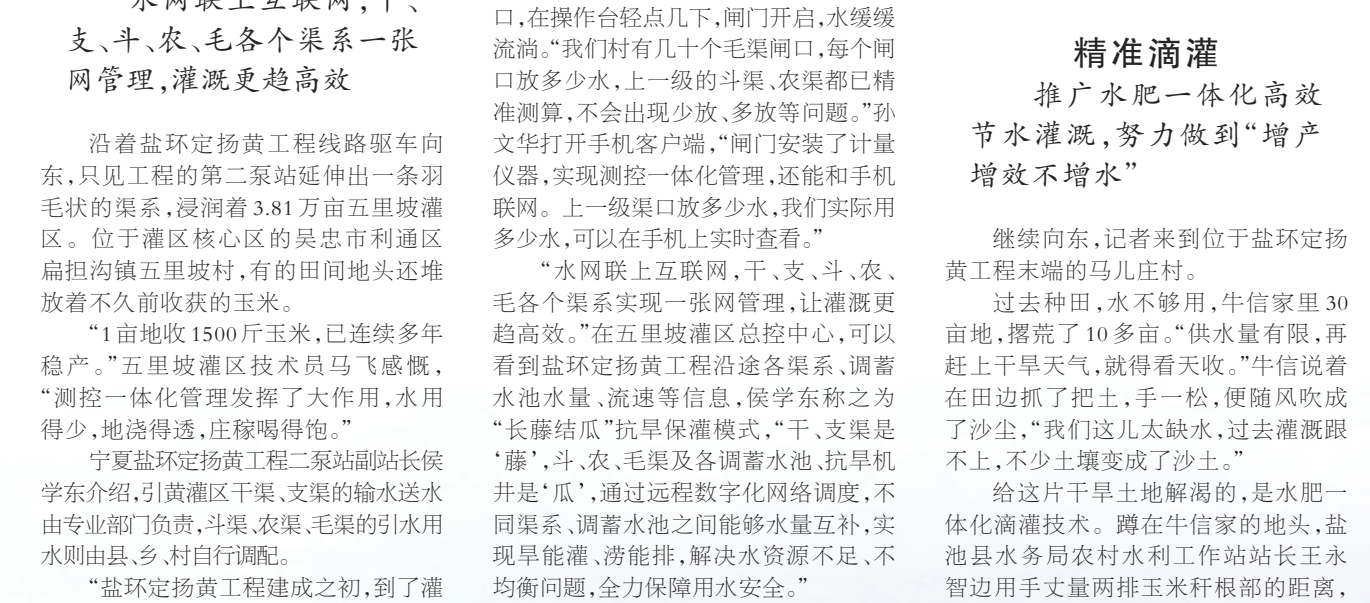 水网联上互联网,干、
支、斗、农、毛各个渠系一张
网管理,灌溉更趋高效
沿着盐环定扬黄工程线路驱车向
东,只见工程的第二泵站延伸出一条羽
毛状的渠系,浸润着3.81万亩五里坡灌
区。位于灌区核心区的吴忠市利通区
扁担沟镇五里坡村,有的田间地头还堆
放着不久前收获的玉米。
“1亩地收1500斤玉米,已连续多年
稳产。”五里坡灌区技术员马飞感慨,
“测控一体化管理发挥了大作用,水用
得少,地浇得透,庄稼喝得饱。”
宁夏盐环定扬黄工程二泵站副站长侯
学东介绍,引黄灌区干渠、支渠的输水送水
由专业部门负责,斗渠、农渠、毛渠的引水用
水则由县、乡、村自行调配。
“盐环定扬黄工程建成之初,到了灌
口,在操作台轻点几下,闸门开启,水缓缓
流淌。“我们村有几十个毛渠闸口,每个闸
口放多少水,上一级的斗渠、农渠都已精
准测算,不会出现少放、多放等问题。”孙
文华打开手机客户端,“闸门安装了计量
仪器,实现测控一体化管理,还能和手机
联网。上一级渠口放多少水,我们实际用
多少水,可以在手机上实时查看。”
“水网联上互联网,干、支、斗、农、
毛各个渠系实现一张网管理,让灌溉更
趋高效。”在五里坡灌区总控中心,可以
看到盐环定扬黄工程沿途各渠系、调蓄
水池水量、流速等信息,侯学东称之为
“长藤结瓜”抗旱保灌模式,“干、支渠是
‘藤’,斗、农、毛渠及各调蓄水池、抗旱机
井是‘瓜’,通过远程数字化网络调度,不
同渠系、调蓄水池之间能够水量互补,实
现旱能灌、涝能排,解决水资源不足、不
均衡问题,全力保障用水安全。”
精准滴灌
推广水肥一体化高效
节水灌溉,努力做到“增产
增效不增水”
继续向东,记者来到位于盐环定扬
黄工程末端的马儿庄村。
过去种田,水不够用,牛信家里30
亩地,撂荒了10多亩。“供水量有限,再
赶上干旱天气,就得看天收。”牛信说着
在田边抓了把土,手一松,便随风吹成
了沙尘,“我们这儿太缺水,过去灌溉跟
不上,不少土壤变成了沙土。”
给这片干旱土地解渴的,是水肥一
体化滴灌技术。蹲在牛信家的地头,盐
池县水务局农村水利工作站站长王永
智边用手丈量两排玉米秆根部的距离,